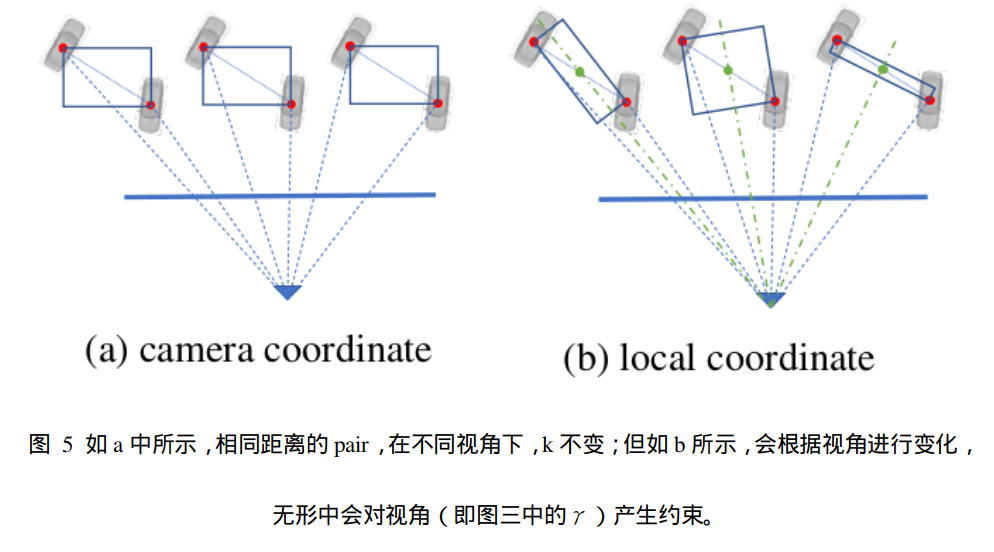 (a) camera coordinate
(b) local coordinate
图 5 如 a 中所示，相同距离的 pair，在不同视角下，k 不变；但如 b 所示，会根据视角进行变化，
无形中会对视角（即图三中的 γ ）产生约束。